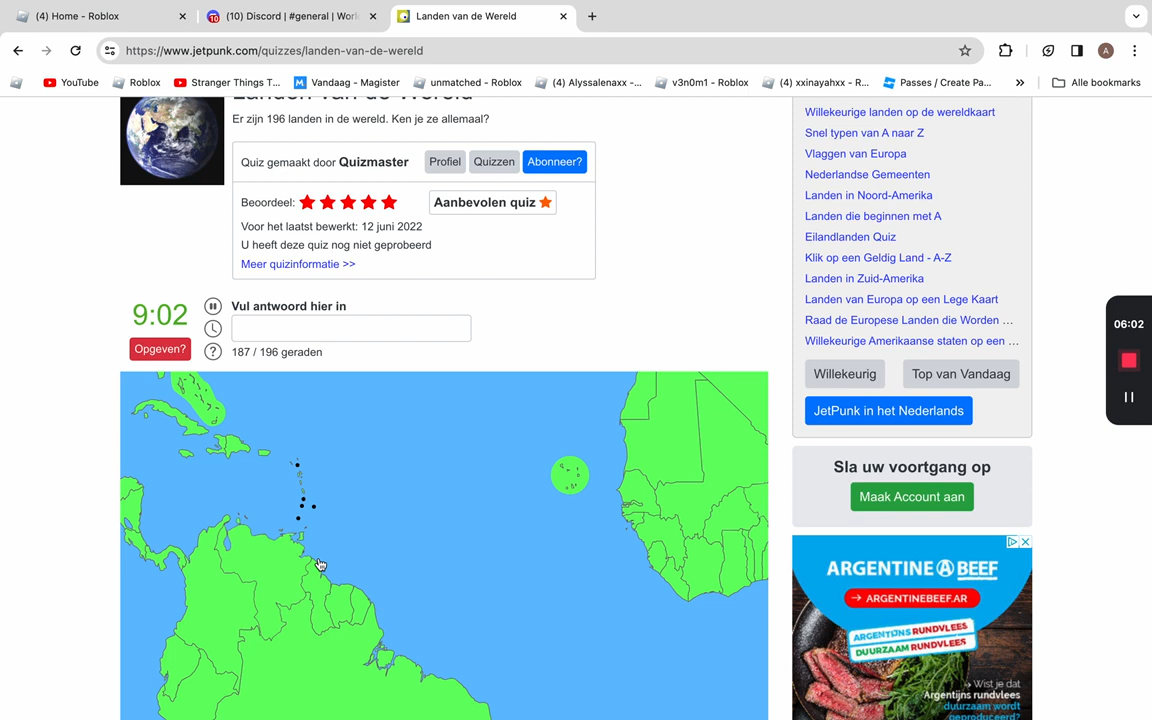 (4) Home - Roblox
(10) Discord | #general | Worl
Landen van de Wereld
https://www.jetpunk.com/quizzes/landen-van-de-wereld
A
YouTube
Roblox
Stranger Things T...
Vandaag - Magister
unmatched - Roblox
(4) Alyssalenaxx -...
v3n0m1 - Roblox
(4) xxinayahxx - R...
Passes / Create Pa...
Alle bookmarks
Landen van de Wereld
Er zijn 196 landen in de wereld. Ken je ze allemaal?
Quiz gemaakt door Quizmaster
Profiel
Quizzen
Abonneer?
Beoordeel:
Aanbevolen quiz
Voor het laatst bewerkt: 12 juni 2022
U heeft deze quiz nog niet geprobeerd
Meer quizinformatie >>
9:02
Opgeven?
Vul antwoord hier in
187 / 196 geraden
Willekeurige landen op de wereldkaart
Snel typen van A naar Z
Vlaggen van Europa
Nederlandse Gemeenten
Landen in Noord-Amerika
Landen die beginnen met A
Eilandlanden Quiz
Klik op een Geldig Land - A-Z
Landen in Zuid-Amerika
Landen van Europa op een Lege Kaart
Raad de Europese Landen die Worden ...
Willekeurige Amerikaanse staten op een ...
Willekeurig
Top van Vandaag
JetPunk in het Nederlands
Sla uw voortgang op
Maak Account aan
ARGENTINE BEEF
→ ARGENTINEBEEF.AR
ARGENTIJNS RUNDVLEES
DUURZAAM RUNDVLEES
→ Wist je dat
Argentijns rundvlees
duurzaam wordt
geproduceerd?
06:02